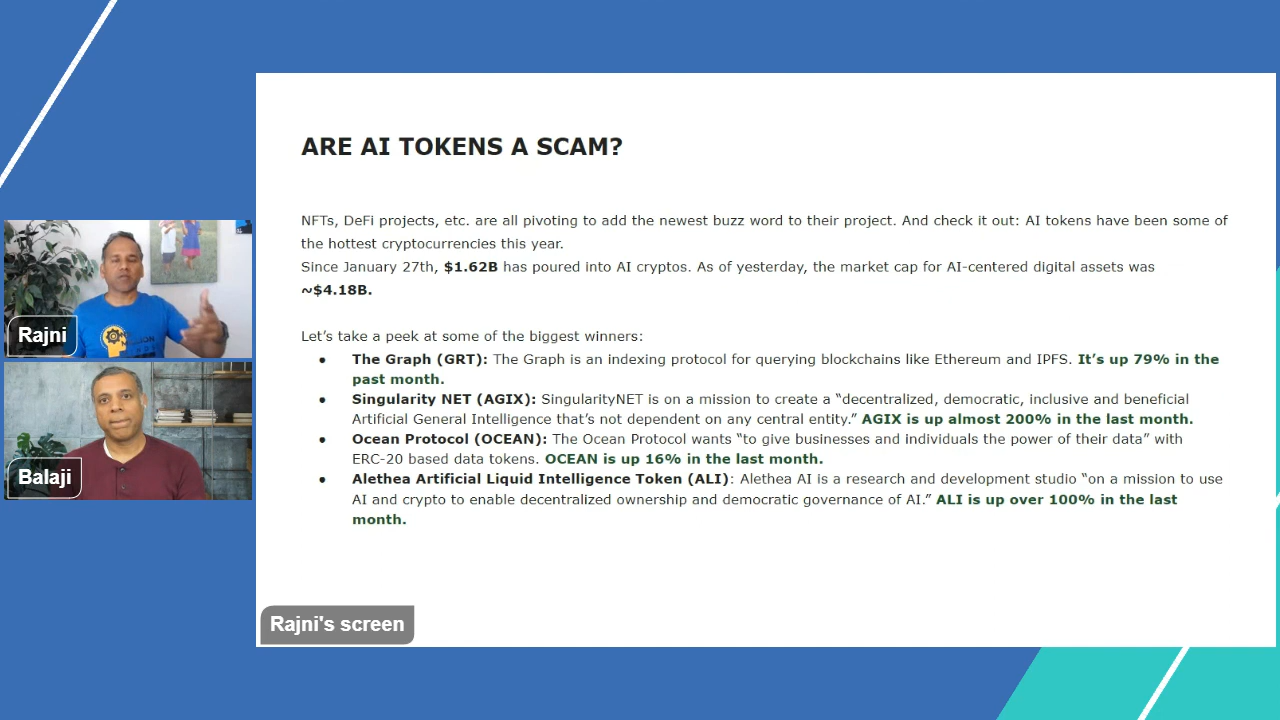 ARE AI TOKENS A SCAM?
NFTs, DeFi projects, etc. are all pivoting to add the newest buzz word to their project. And check it out: AI tokens have been some of
the hottest cryptocurrencies this year.
Since January 27th, $1.62B has poured into AI cryptos. As of yesterday, the market cap for AI-centered digital assets was
~$4.18B.
Let’s take a peek at some of the biggest winners:
● The Graph (GRT): The Graph is an indexing protocol for querying blockchains like Ethereum and IPFS. It’s up 79% in the
past month.
● Singularity NET (AGIX): SingularityNET is on a mission to create a “decentralized, democratic, inclusive and beneficial
Artificial General Intelligence that’s not dependent on any central entity.” AGIX is up almost 200% in the last month.
● Ocean Protocol (OCEAN): The Ocean Protocol wants “to give businesses and individuals the power of their data” with
ERC-20 based data tokens. OCEAN is up 16% in the last month.
● Alethea Artificial Liquid Intelligence Token (ALI): Alethea AI is a research and development studio “on a mission to use
AI and crypto to enable decentralized ownership and democratic governance of AI.” ALI is up over 100% in the last
month.
Rajni
Balaji
Rajni's screen